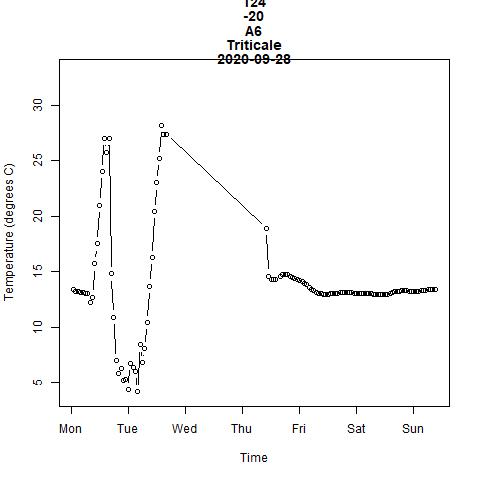 T24
-20
A6
Triticale
2020-09-28
Temperature (degrees C)
30
25
20
15
10
5
Mon Tue Wed Thu Fri Sat Sun
Time